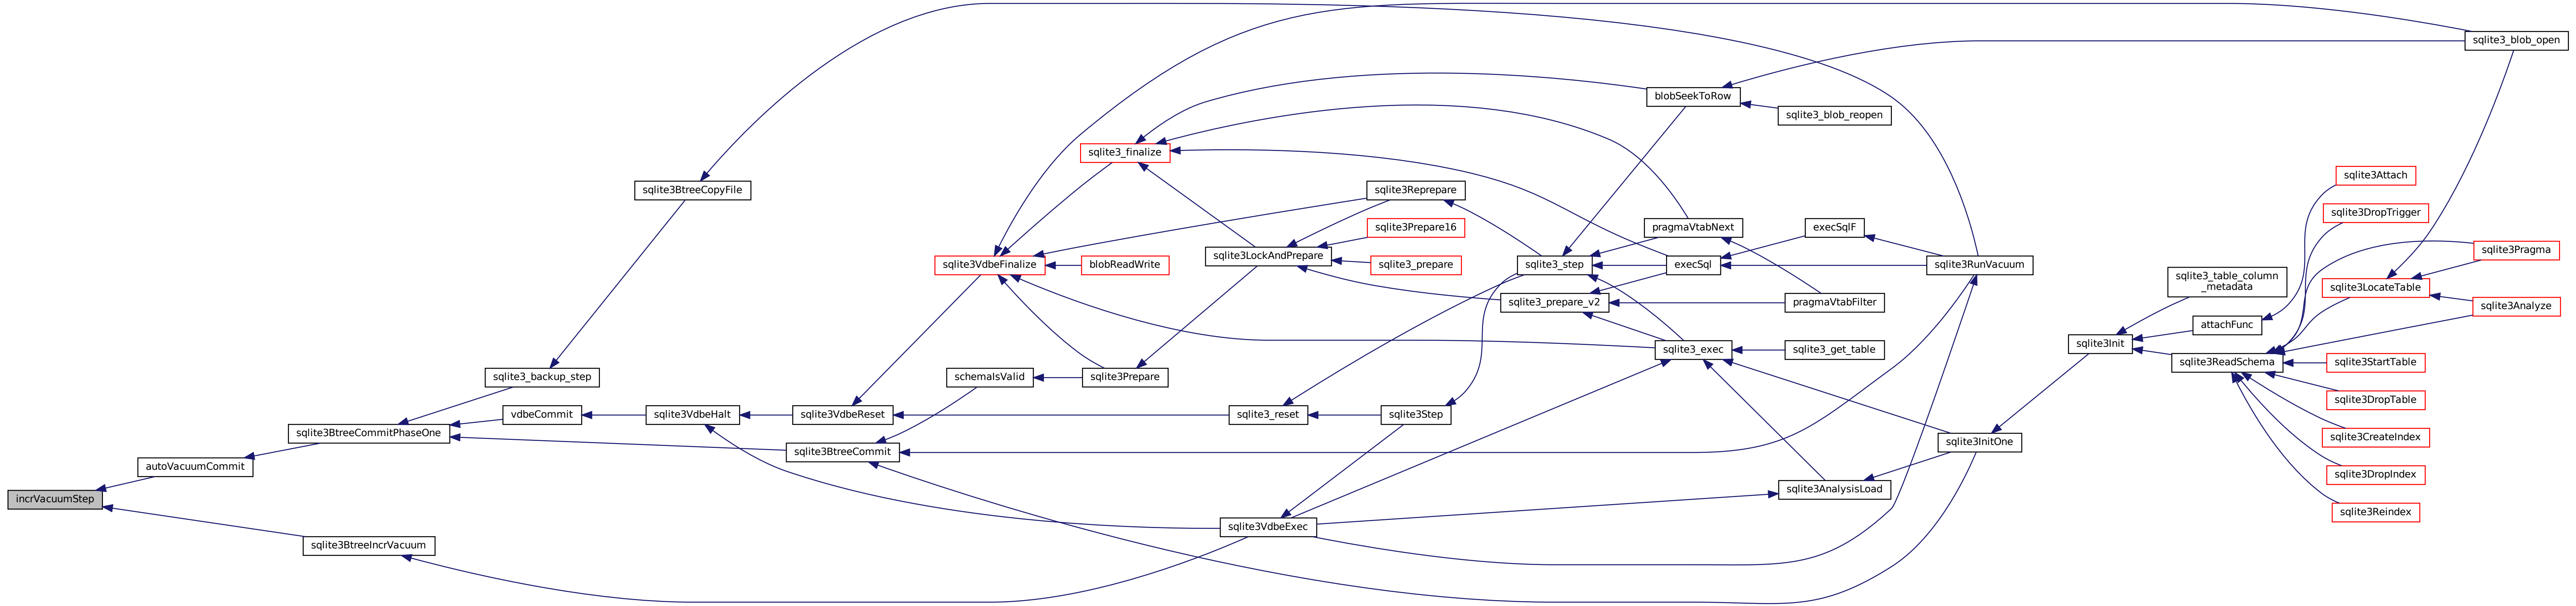 incrVacuumStep
autoVacuumCommit
sqlite3BtreeIncrVacuum
sqlite3BtreeCommitPhaseOne
sqlite3_backup_step
vdbeCommit
sqlite3BtreeCopyFile
sqlite3VdbeHalt
sqlite3VdbeReset
sqlite3BtreeCommit
sqlite3VdbeFinalize
schemaIsValid
sqlite3_finalize
blobReadWrite
sqlite3Prepare
sqlite3LockAndPrepare
sqlite3_reset
sqlite3VdbeExec
sqlite3Reprepare
sqlite3Prepare16
sqlite3_prepare
sqlite3Step
sqlite3_step
sqlite3_prepare_v2
blobSeekToRow
pragmaVtabNext
execSql
sqlite3_exec
sqlite3_blob_reopen
execSqlF
pragmaVtabFilter
sqlite3_get_table
sqlite3AnalysisLoad
sqlite3RunVacuum
sqlite3InitOne
sqlite3Init
sqlite3_table_column
_metadata
attachFunc
sqlite3ReadSchema
sqlite3Attach
sqlite3DropTrigger
sqlite3LocateTable
sqlite3StartTable
sqlite3DropTable
sqlite3CreateIndex
sqlite3DropIndex
sqlite3Reindex
sqlite3_blob_open
sqlite3Pragma
sqlite3Analyze